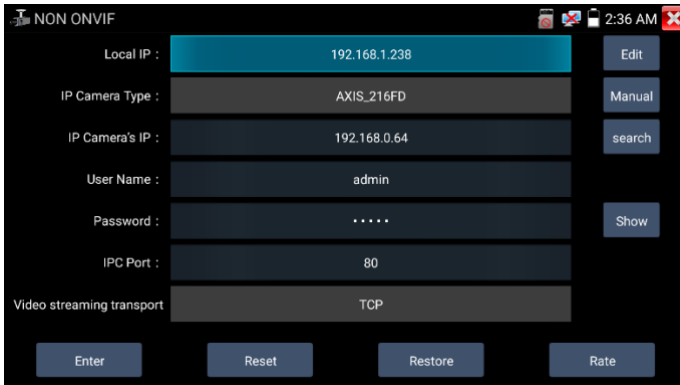 NON ONVIF 2:36 AM
Local IP : 192.168.1.238 Edit
IP Camera Type : AXIS_216FD Manual
IP Camera's IP : 192.168.0.64 search
User Name : admin
Password : ••••• Show
IPC Port : 80
Video streaming transport TCP
Enter Reset Restore Rate